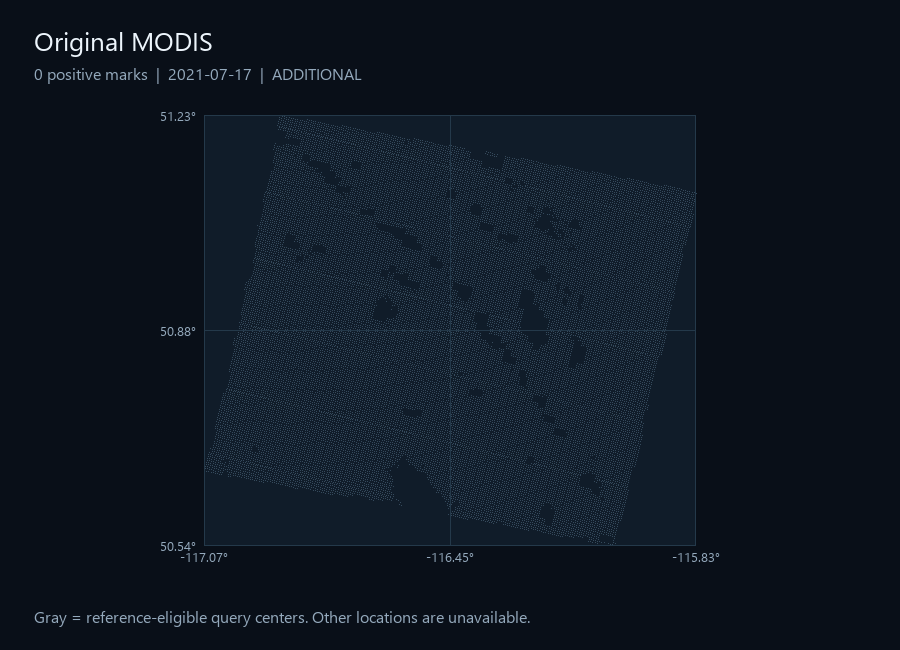 Original MODIS
0 positive marks | 2021-07-17 | ADDITIONAL
51.23°
50.88°
50.54°
-117.07°
-116.45°
-115.83°
Gray = reference-eligible query centers. Other locations are unavailable.